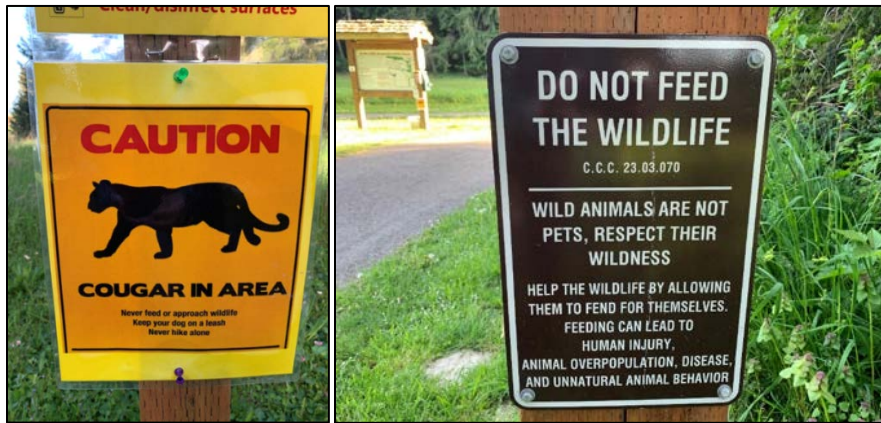 Clean/disinfect surfaces
CAUTION
COUGAR IN AREA
Never feed or approach wildlife
Keep your dog on a leash
Never hike alone
DO NOT FEED
THE WILDLIFE
C.C.C. 23.03.070
WILD ANIMALS ARE NOT
PETS, RESPECT THEIR
WILDNESS
HELP THE WILDLIFE BY ALLOWING
THEM TO FEND FOR THEMSELVES.
FEEDING CAN LEAD TO
HUMAN INJURY,
ANIMAL OVERPOPULATION, DISEASE,
AND UNNATURAL ANIMAL BEHAVIOR